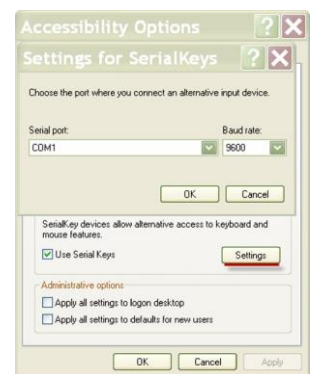 Accessibility Options
Settings for SerialKeys
Choose the port where you connect an alternative input device.
Serial port:
Baud rate:
COM1
9600
OK
Cancel
SerialKey devices allow alternative access to keyboard and
mouse features.
Use Serial Keys
Settings
Administrative options
Apply all settings to logon desktop
Apply all settings to defaults for new users
OK
Cancel
Apply